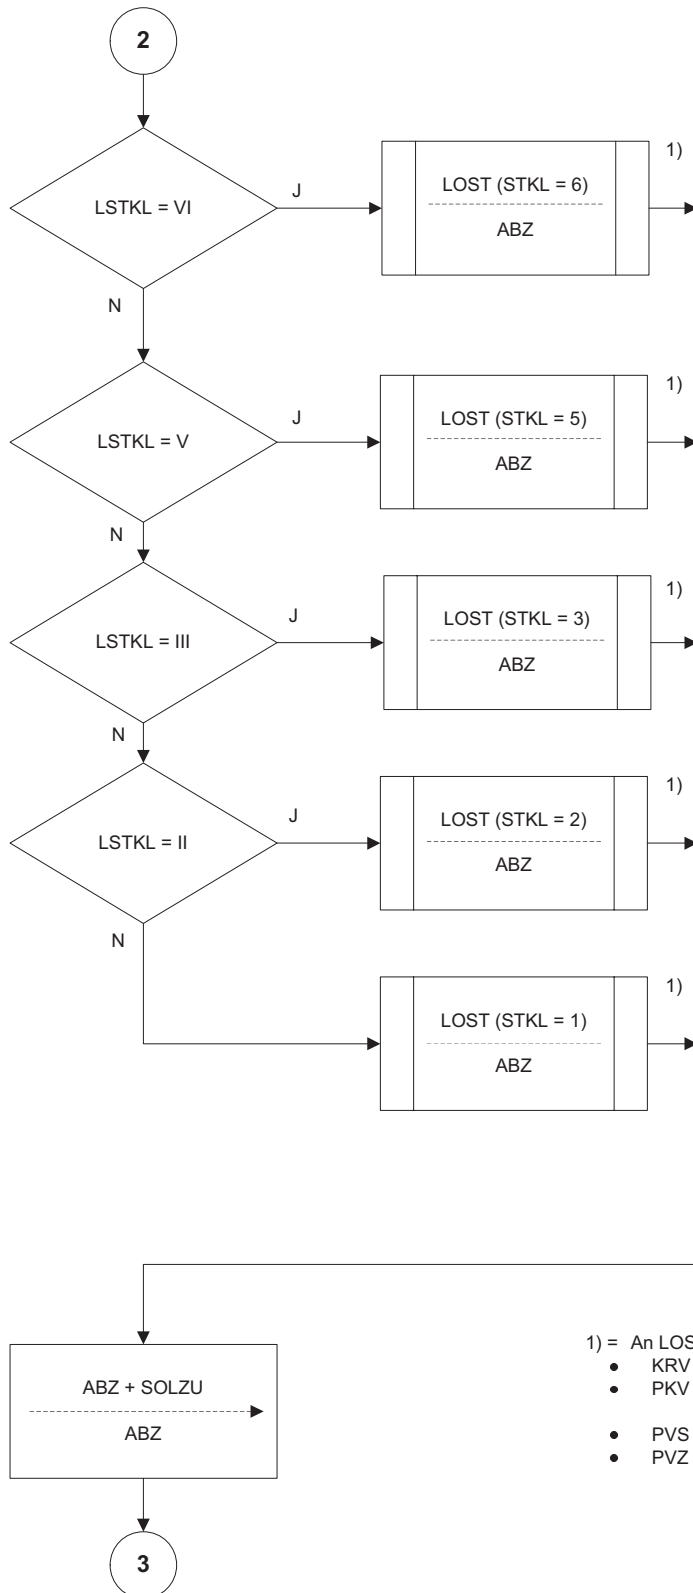 2
LSTKL = VI
J
LOST (STKL = 6)
ABZ
1)
N
LSTKL = V
J
LOST (STKL = 5)
ABZ
1)
N
LSTKL = III
J
LOST (STKL = 3)
ABZ
1)
N
LSTKL = II
J
LOST (STKL = 2)
ABZ
1)
N
LOST (STKL = 1)
ABZ
1)
ABZ + SOLZU
ABZ
1) = An LOS
• KRV
• PKV
• PVS
• PVZ
3